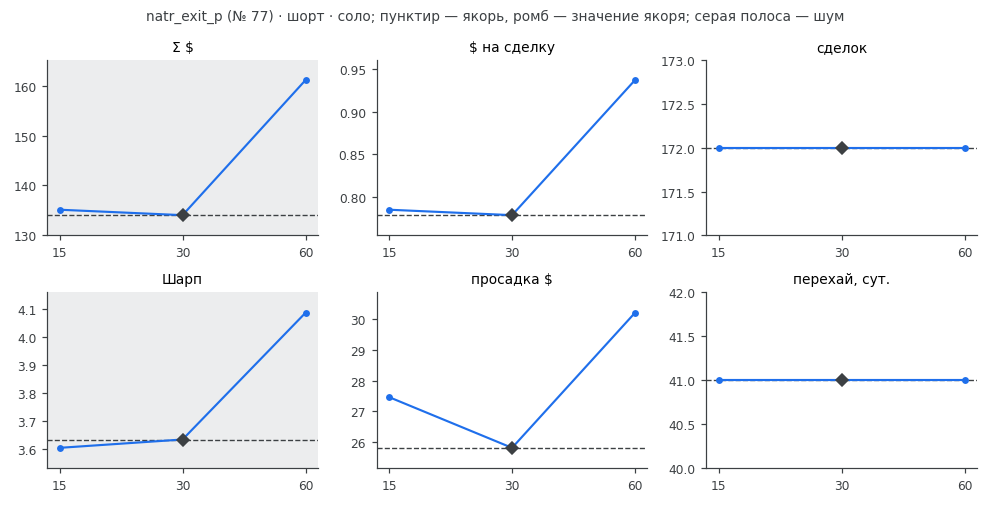 natr_exit_p (№ 77) · шорт · соло; пунктир — якорь, ромб — значение якоря; серая полоса — шум
Σ $
160
150
140
130
15 30 60
$ на сделку
0.95
0.90
0.85
0.80
15 30 60
сделок
173.0
172.5
172.0
171.5
171.0
15 30 60
Шарп
4.1
4.0
3.9
3.8
3.7
3.6
15 30 60
просадка $
30
29
28
27
26
15 30 60
перехай, сут.
42.0
41.5
41.0
40.5
40.0
15 30 60